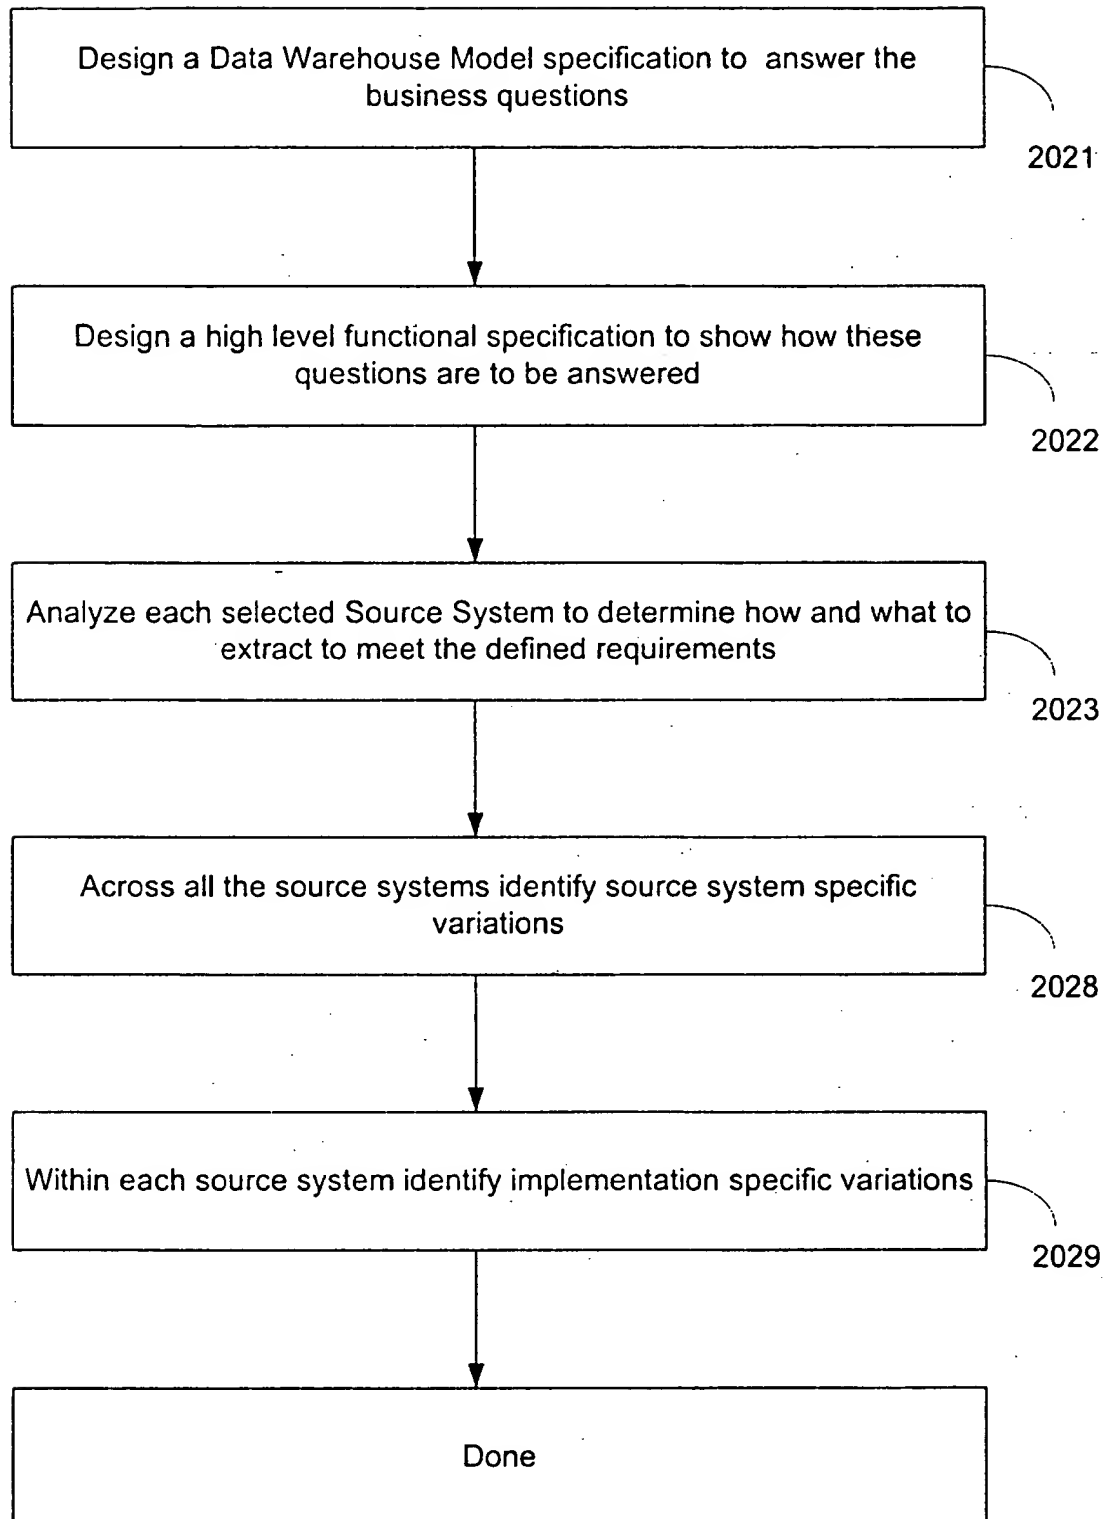 Design a Data Warehouse Model specification to answer the
business questions
2021
Design a high level functional specification to show how these
questions are to be answered
2022
Analyze each selected Source System to determine how and what to
extract to meet the defined requirements
2023
Across all the source systems identify source system specific
variations
2028
Within each source system identify implementation specific variations
2029
Done